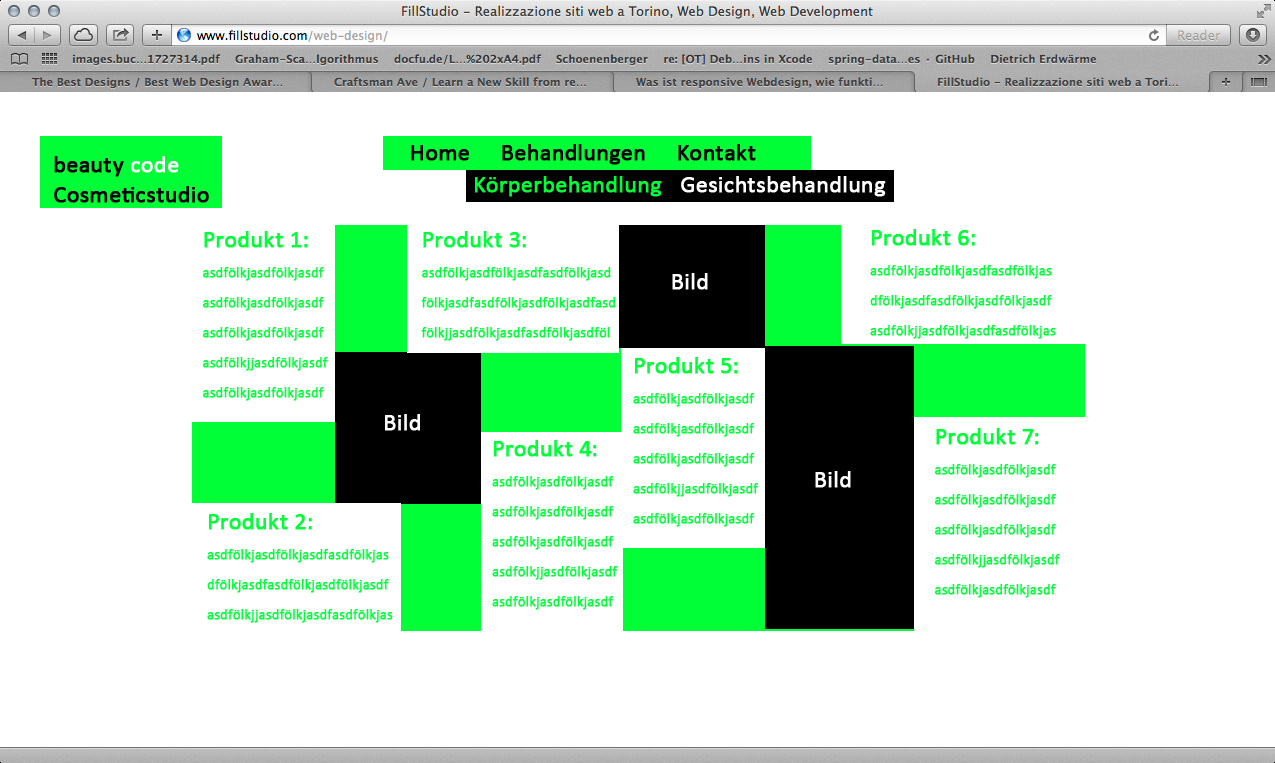 FillStudio – Realizzazione siti web a Torino, Web Design, Web Development
www.fillstudio.com/web-design/
Reader
images.buc...1727314.pdf Graham-Sca...lgorithmus docfu.de/L...%202xA4.pdf Schoenenberger re: [OT] Deb...ins in Xcode spring-data...es · GitHub Dietrich Erdwärme
The Best Designs / Best Web Design Awar... Craftsman Ave / Learn a New Skill from re... Was ist responsive Webdesign, wie funkti... FillStudio – Realizzazione siti web a Tori...
beauty code
Cosmeticstudio
Home Behandlungen Kontakt
Körperbehandlung Gesichtsbehandlung
Produkt 1:
asdfölkjasdfölkjasdf
asdfölkjasdfölkjasdf
asdfölkjasdfölkjasdf
asdfölkjjasdfölkjasdf
asdfölkjasdfölkjasdf
Produkt 2:
asdfölkjasdfölkjasdfasdfölkjas
dfölkjasdfasdfölkjasdfölkjasdf
asdfölkjjasdfölkjasdfasdfölkjas
Bild
Produkt 3:
asdfölkjasdfölkjasdfasdfölkjasd
fölkjasdfasdfölkjasdfölkjasdfasd
fölkjjasdfölkjasdfasdfölkjasdföl
Produkt 4:
asdfölkjasdfölkjasdf
asdfölkjasdfölkjasdf
asdfölkjasdfölkjasdf
asdfölkjjasdfölkjasdf
asdfölkjasdfölkjasdf
Bild
Produkt 5:
asdfölkjasdfölkjasdf
asdfölkjasdfölkjasdf
asdfölkjasdfölkjasdf
asdfölkjjasdfölkjasdf
asdfölkjasdfölkjasdf
Bild
Produkt 6:
asdfölkjasdfölkjasdfasdfölkjas
dfölkjasdfasdfölkjasdfölkjasdf
asdfölkjjasdfölkjasdfasdfölkjas
Produkt 7:
asdfölkjasdfölkjasdf
asdfölkjasdfölkjasdf
asdfölkjasdfölkjasdf
asdfölkjjasdfölkjasdf
asdfölkjasdfölkjasdf